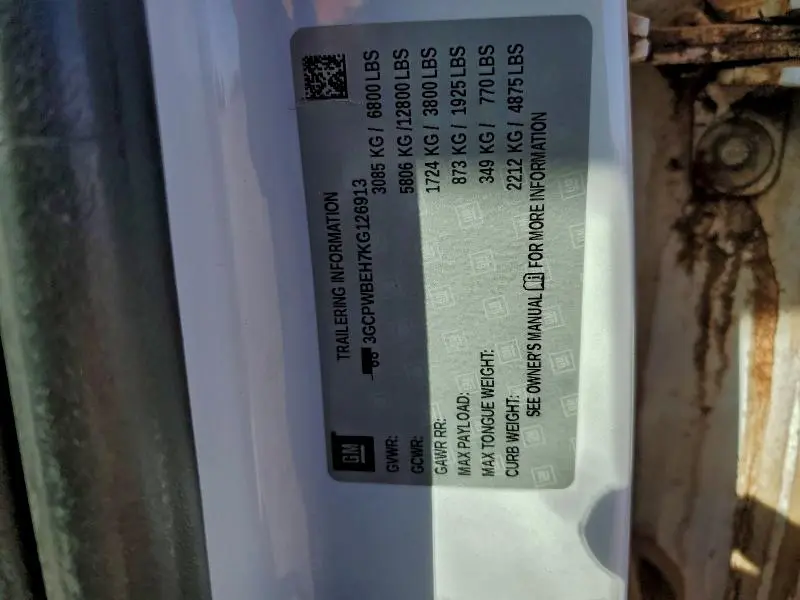 GM
TRAILERING INFORMATION
3GCPWBEH7KG126913
GVWR: 3085 KG / 6800 LBS
GCWR: 5806 KG /12800 LBS
GAWR RR: 1724 KG / 3800 LBS
MAX PAYLOAD: 873 KG / 1925 LBS
MAX TONGUE WEIGHT: 349 KG / 770 LBS
CURB WEIGHT: 2212 KG / 4875 LBS
SEE OWNER'S MANUAL FOR MORE INFORMATION